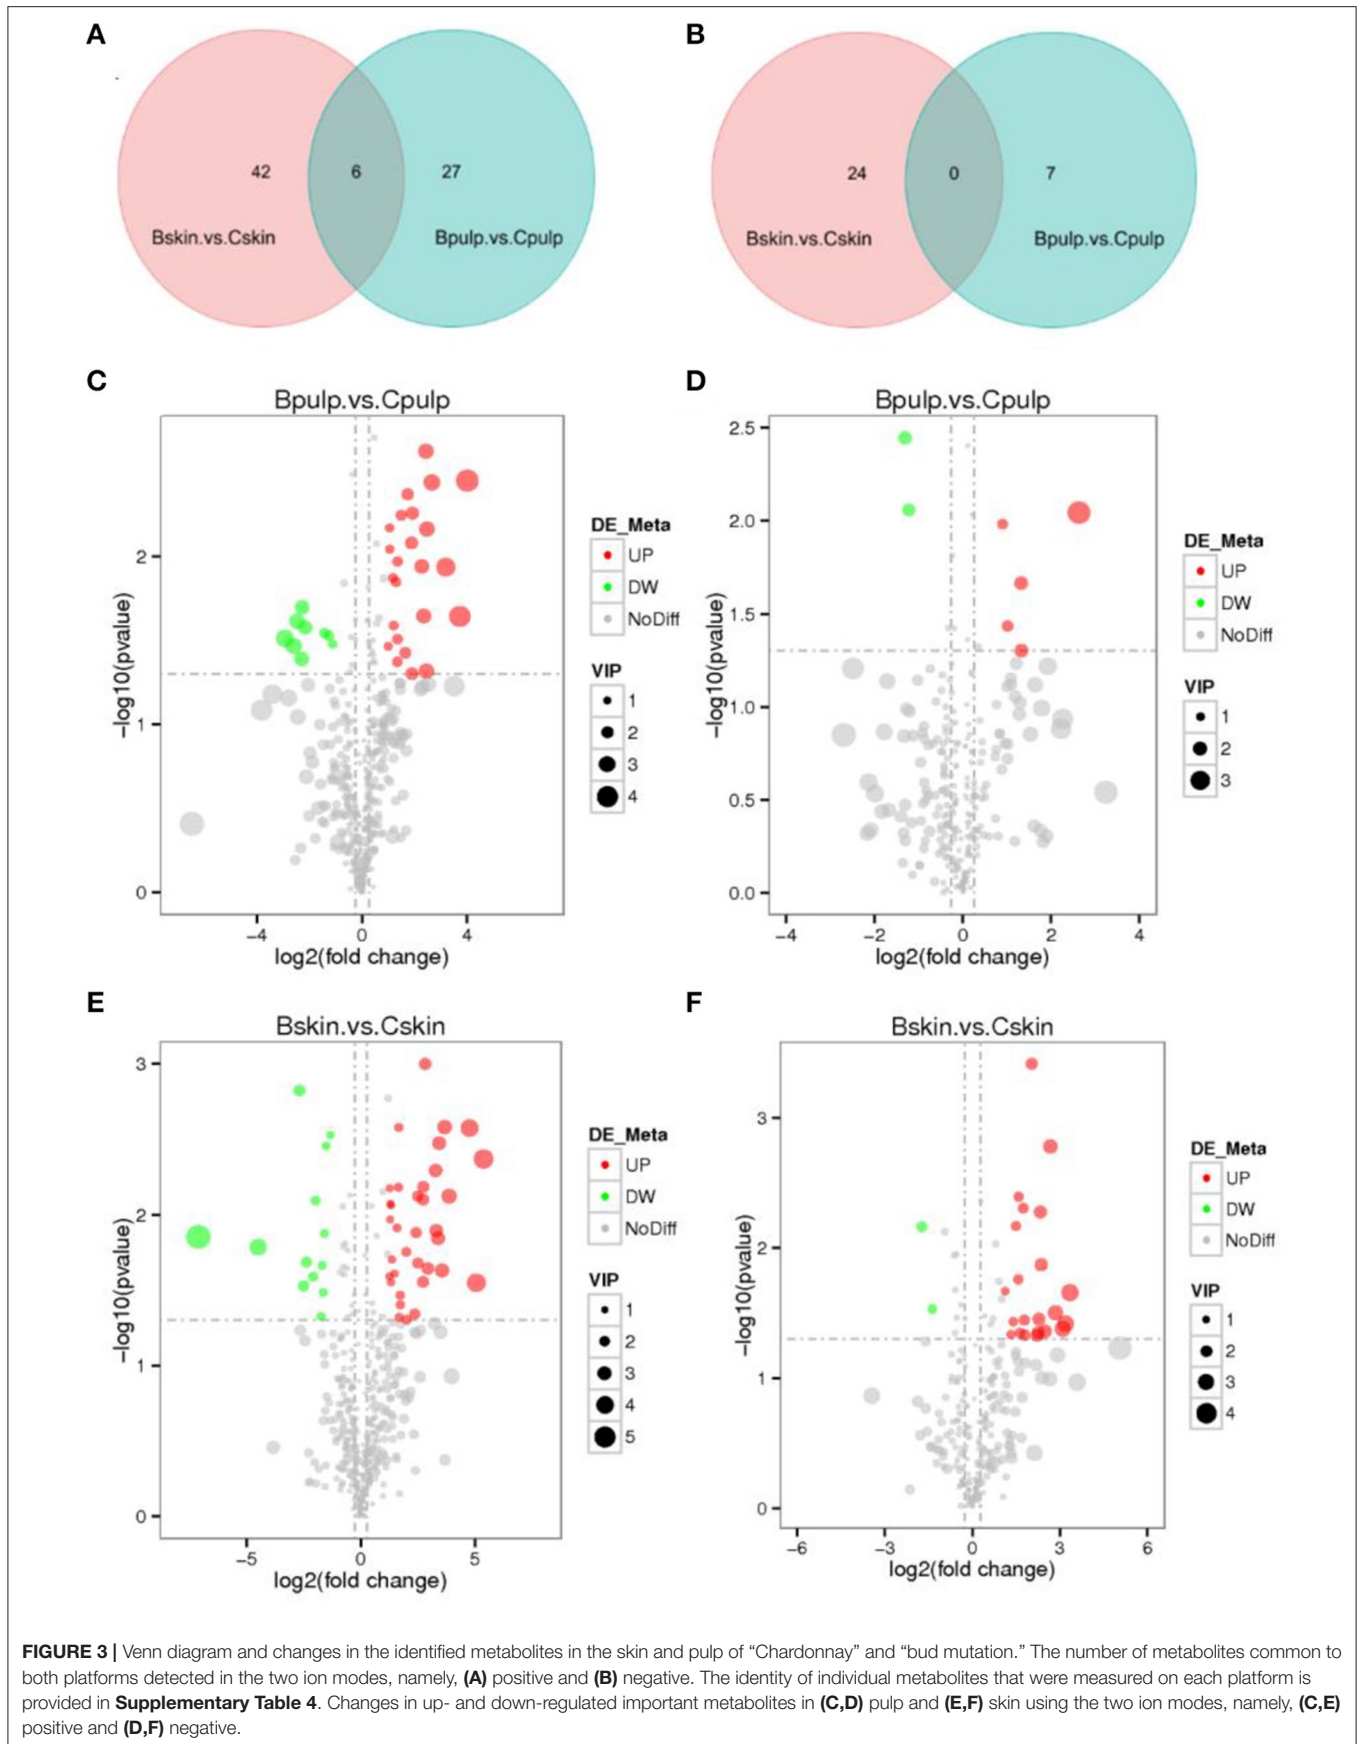 A
B
42
6
27
Bskin.vs.Cskin
Bpulp.vs.Cpulp
24
0
7
Bskin.vs.Cskin
Bpulp.vs.Cpulp
C
Bpulp.vs.Cpulp
−log10(pvalue)
2
1
0
−4
0
4
log2(fold change)
DE_Meta
UP
DW
NoDiff
VIP
1
2
3
4
D
Bpulp.vs.Cpulp
−log10(pvalue)
2.5
2.0
1.5
1.0
0.5
0.0
−4
−2
0
2
4
log2(fold change)
DE_Meta
UP
DW
NoDiff
VIP
1
2
3
E
Bskin.vs.Cskin
−log10(pvalue)
3
2
1
0
−5
0
5
log2(fold change)
DE_Meta
UP
DW
NoDiff
VIP
1
2
3
4
5
F
Bskin.vs.Cskin
−log10(pvalue)
3
2
1
0
−6
−3
0
3
6
log2(fold change)
DE_Meta
UP
DW
NoDiff
VIP
1
2
3
4
FIGURE 3 | Venn diagram and changes in the identified metabolites in the skin and pulp of “Chardonnay” and “bud mutation.” The number of metabolites common to
both platforms detected in the two ion modes, namely, (A) positive and (B) negative. The identity of individual metabolites that were measured on each platform is
provided in Supplementary Table 4. Changes in up- and down-regulated important metabolites in (C,D) pulp and (E,F) skin using the two ion modes, namely, (C,E)
positive and (D,F) negative.